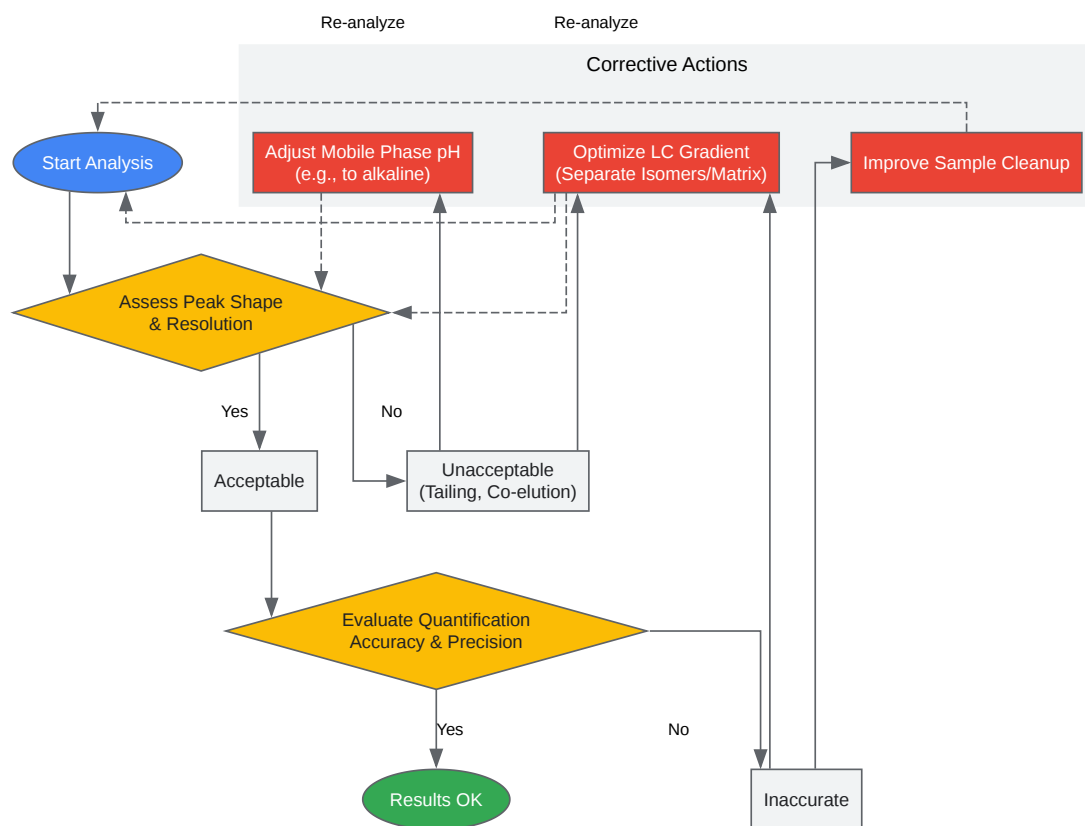 Re-analyze
Re-analyze
Corrective Actions
Start Analysis
Adjust Mobile Phase pH
(e.g., to alkaline)
Optimize LC Gradient
(Separate Isomers/Matrix)
Improve Sample Cleanup
Assess Peak Shape
& Resolution
Yes
No
Acceptable
Unacceptable
(Tailing, Co-elution)
Evaluate Quantification
Accuracy & Precision
Yes
No
Results OK
Inaccurate